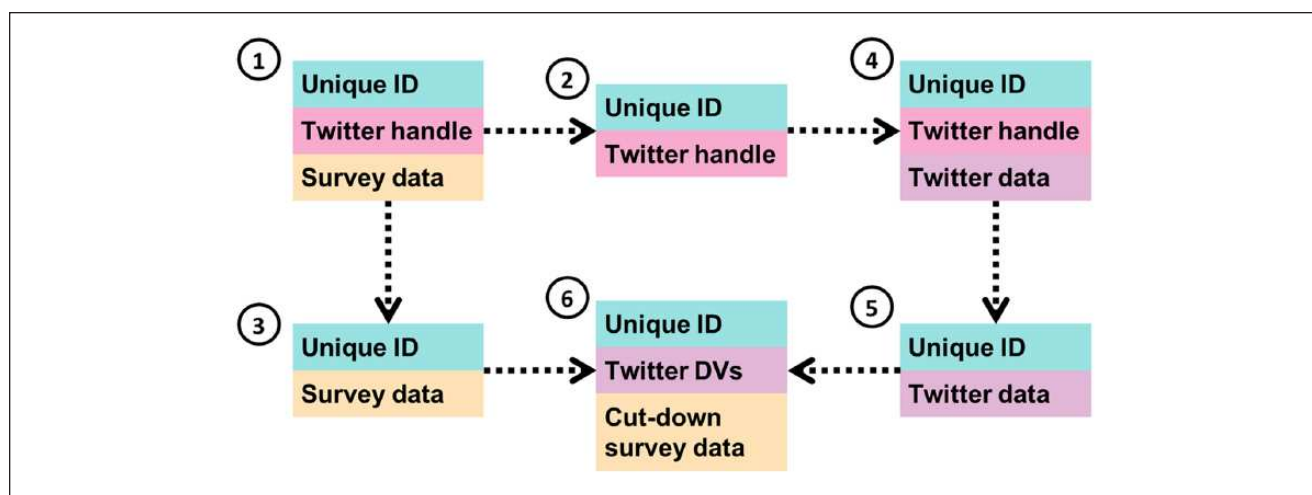 1
Unique ID
Twitter handle
Survey data
2
Unique ID
Twitter handle
4
Unique ID
Twitter handle
Twitter data
3
Unique ID
Survey data
6
Unique ID
Twitter DVs
Cut-down
survey data
5
Unique ID
Twitter data